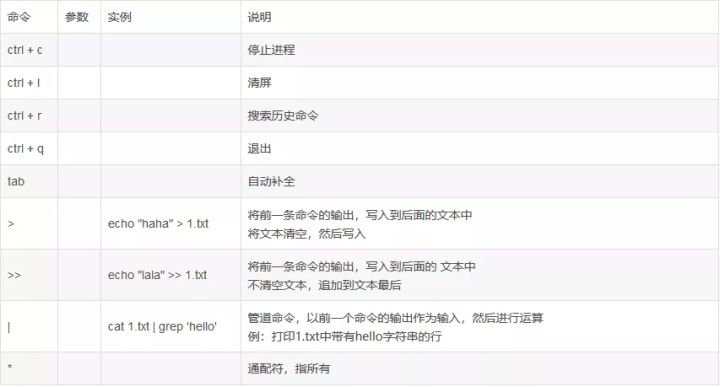 命令 参数 实例 说明
ctrl + c 停止进程
ctrl + l 清屏
ctrl + r 搜索历史命令
ctrl + q 退出
tab 自动补全
> echo "haha" > 1.txt 将前一条命令的输出，写入到后面的文本中
将文本清空，然后写入
>> echo "lala" >> 1.txt 将前一条命令的输出，写入到后面的 文本中
不清空文本，追加到文本最后
| cat 1.txt | grep 'hello' 管道命令，以前一个命令的输出作为输入，然后进行运算
例：打印1.txt中带有hello字符串的行
* 通配符，指所有